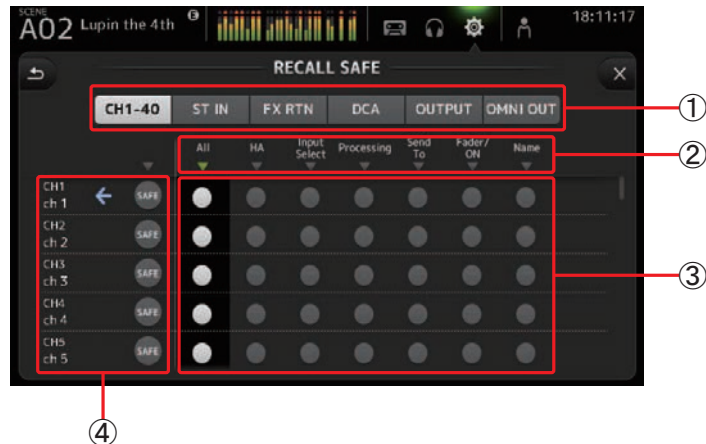 SCENE
A02 Lupin the 4th E 18:11:17
RECALL SAFE
CH1-40 ST IN FX RTN DCA OUTPUT OMNI OUT
①
All HA Input Select Processing Send To Fader/ON Name
②
CH1
ch 1 SAFE
CH2
ch 2 SAFE
CH3
ch 3 SAFE
③
CH4
ch 4 SAFE
CH5
ch 5 SAFE
④